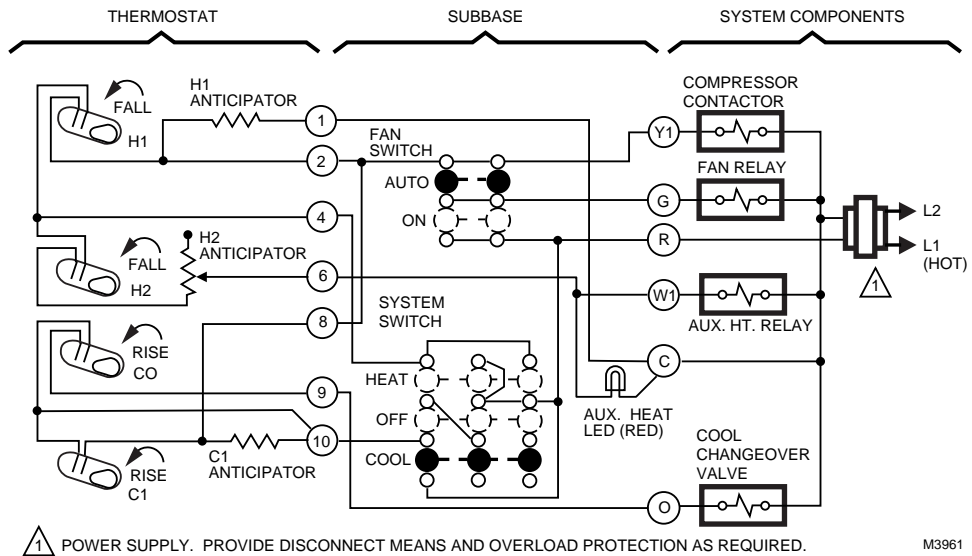 THERMOSTAT
SUBBASE
SYSTEM COMPONENTS
H1
ANTICIPATOR
FALL
H1
1
2
4
6
8
9
10
H2
ANTICIPATOR
FALL
H2
RISE
CO
RISE
C1
C1
ANTICIPATOR
FAN
SWITCH
AUTO
ON
SYSTEM
SWITCH
HEAT
OFF
COOL
COMPRESSOR
CONTACTOR
Y1
FAN RELAY
G
R
L2
L1
(HOT)
1
W1
AUX. HT. RELAY
C
AUX. HEAT
LED (RED)
COOL
CHANGEOVER
VALVE
O
1 POWER SUPPLY. PROVIDE DISCONNECT MEANS AND OVERLOAD PROTECTION AS REQUIRED.
M3961